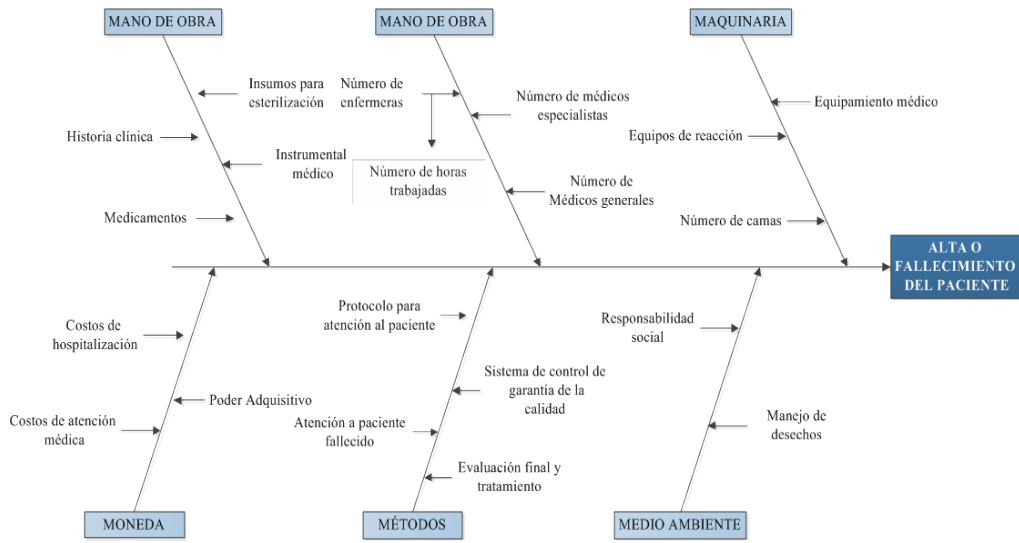 MANO DE OBRA
MANO DE OBRA
MAQUINARIA
Insumos para
esterilización
Historia clínica
Instrumental
médico
Medicamentos
Número de
enfermeras
Número de médicos
especialistas
Número de horas
trabajadas
Número de
Médicos generales
Equipamiento médico
Equipos de reacción
Número de camas
ALTA O
FALLECIMIENTO
DEL PACIENTE
Costos de
hospitalización
Poder Adquisitivo
Costos de atención
médica
Protocolo para
atención al paciente
Sistema de control de
garantía de la
calidad
Atención a paciente
fallecido
Evaluación final y
tratamiento
Responsabilidad
social
Manejo de
desechos
MONEDA
MÉTODOS
MEDIO AMBIENTE